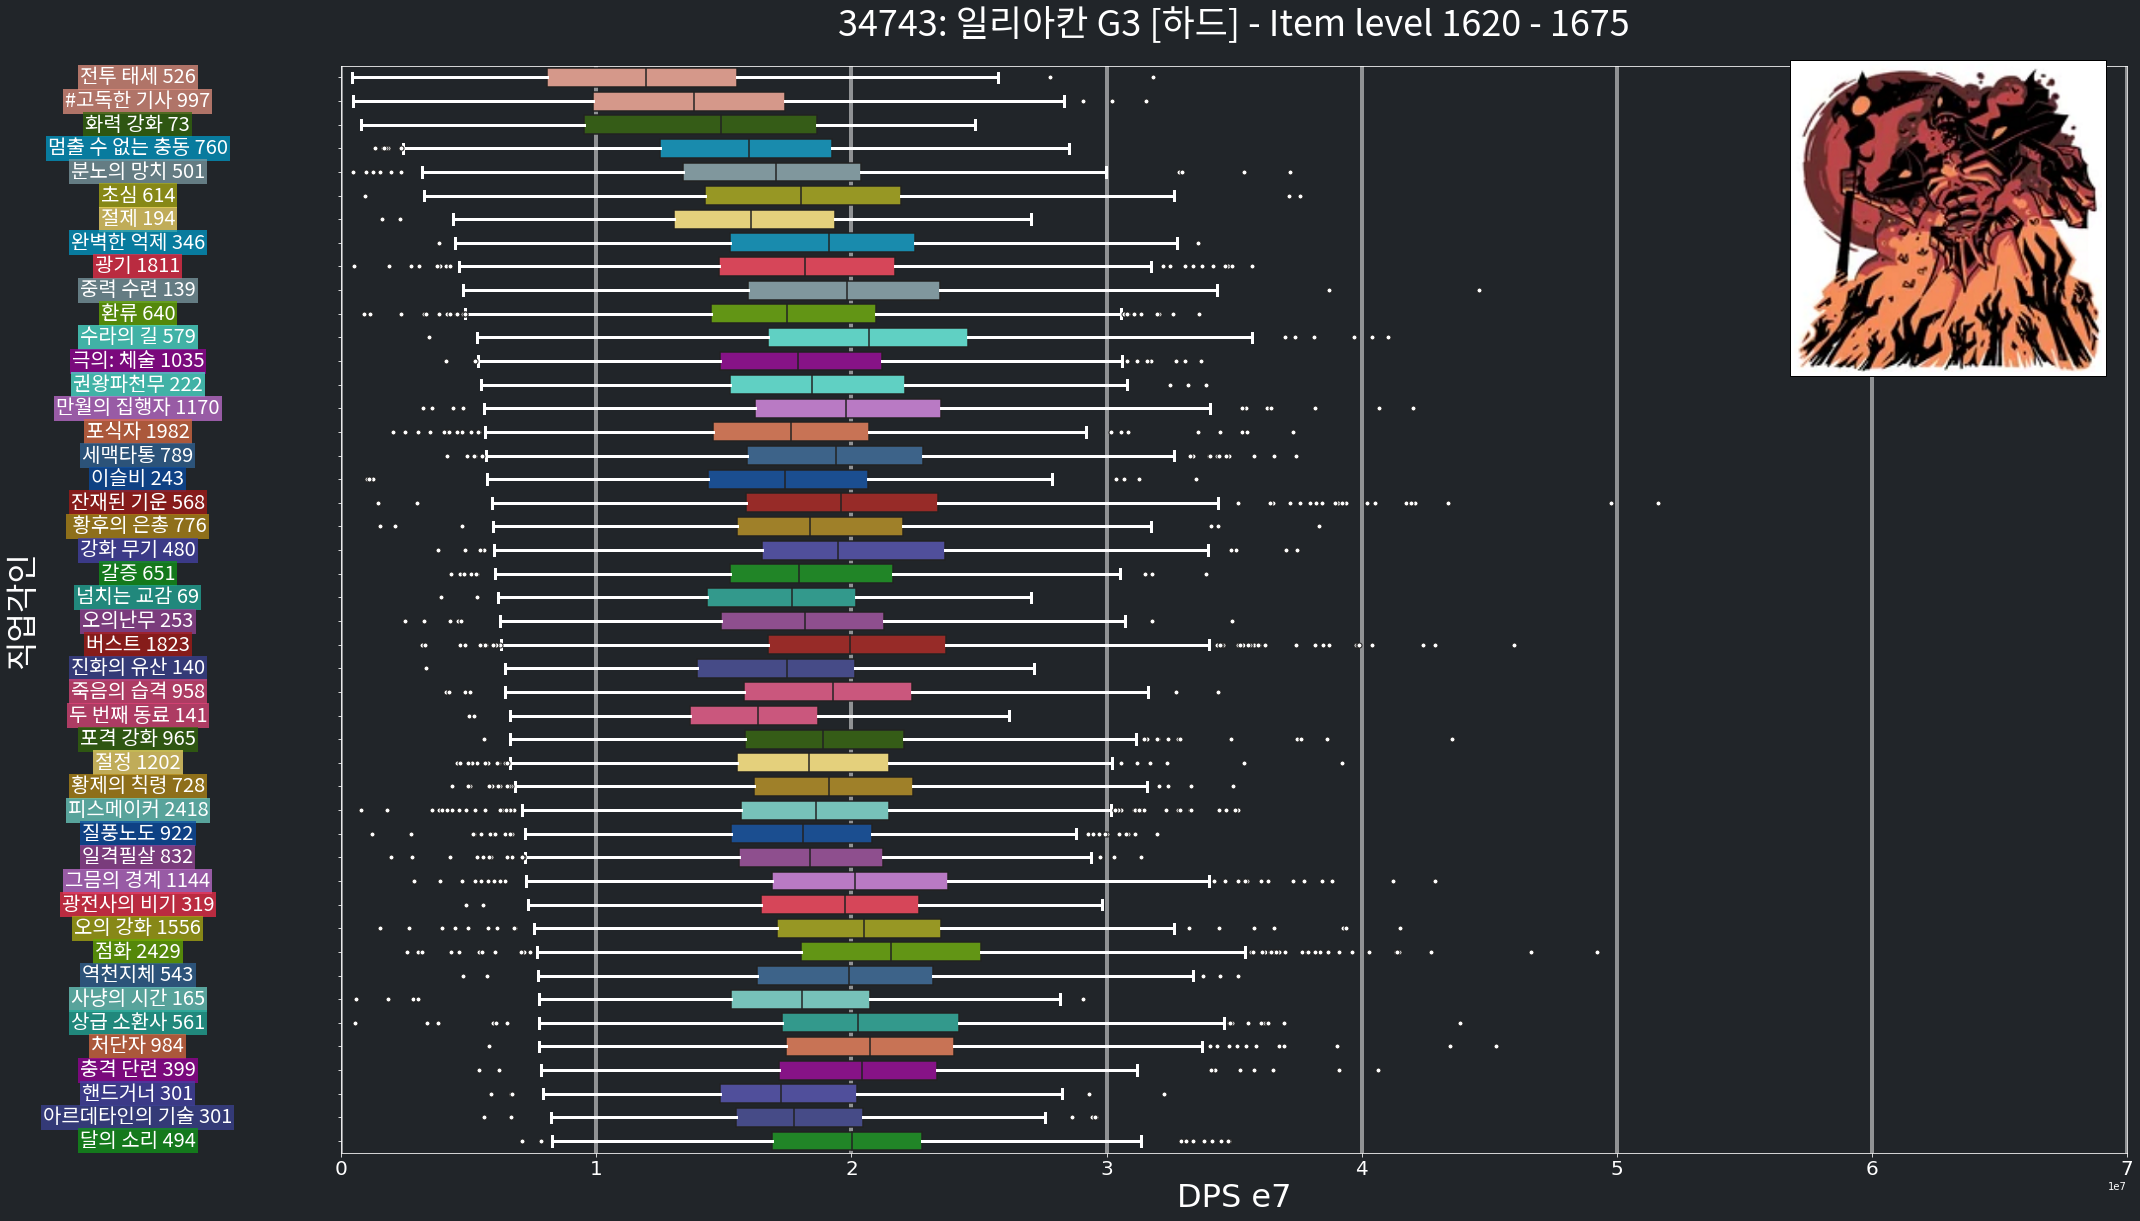 34743: 일리아칸 G3 [하드] - Item level 1620 - 1675
전투 태세 526
#고독한 기사 997
화력 강화 73
멈출 수 없는 충동 760
분노의 망치 501
초심 614
절제 194
완벽한 억제 346
광기 1811
중력 수련 139
환류 640
수라의 길 579
극의: 체술 1035
권왕파천무 222
만월의 집행자 1170
포식자 1982
세맥타통 789
이슬비 243
잔재된 기운 568
황후의 은총 776
강화 무기 480
갈증 651
넘치는 교감 69
오의난무 253
버스트 1823
진화의 유산 140
죽음의 습격 958
두 번째 동료 141
포격 강화 965
절정 1202
황제의 칙령 728
피스메이커 2418
질풍노도 922
일격필살 832
그믐의 경계 1144
광전사의 비기 319
오의 강화 1556
점화 2429
역천지체 543
사냥의 시간 165
상급 소환사 561
처단자 984
충격 단련 399
핸드거너 301
아르데타인의 기술 301
달의 소리 494
직업각인
0 1 2 3 4 5 6 7
DPS e7
1e7